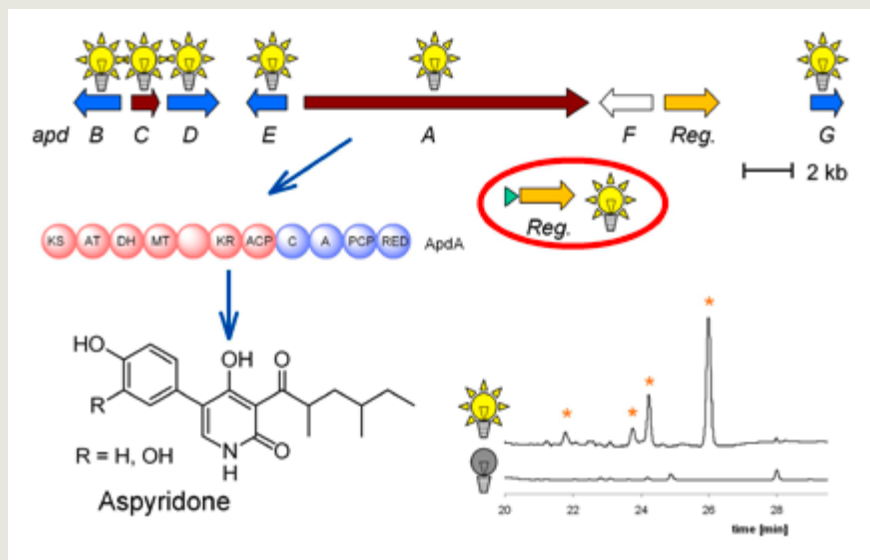 apd B C D E A F Reg. G
2 kb
Reg.
KS AT DH MT KR ACP C A PCP RED ApdA
HO
OH O
R
N
H
O
R = H, OH
Aspyridone
20 22 24 26 28
time [min]